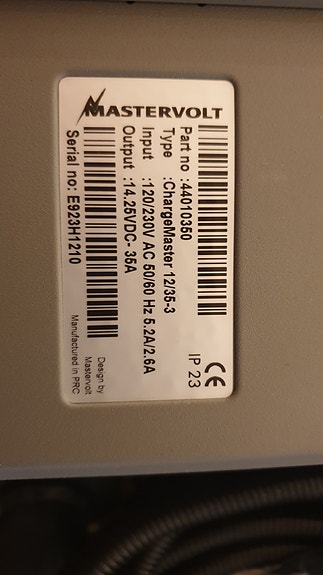 MASTERVOLT
Part no :44010350
Type :ChargeMaster 12/35-3
Input :120/230V AC 50/60 Hz 5.2A/2.6A
Output :14.25VDC- 35A
Serial no: E923H1210
CE
IP 23
Design by
Mastervolt
Manufactured in PRC